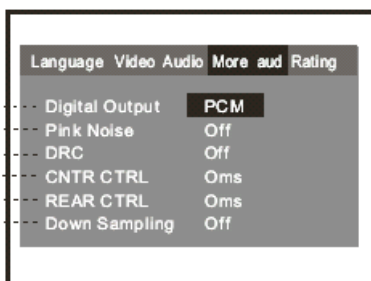 Language Video Audio More aud Rating
Digital Output PCM
Pink Noise Off
DRC Off
CNTR CTRL Oms
REAR CTRL Oms
Down Sampling Off